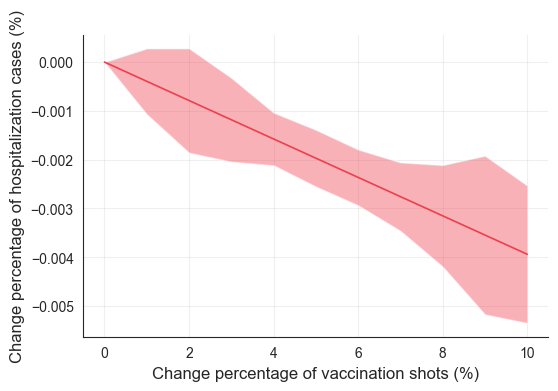 Change percentage of hospitalization cases (%)
0.000
−0.001
−0.002
−0.003
−0.004
−0.005
0 2 4 6 8 10
Change percentage of vaccination shots (%)